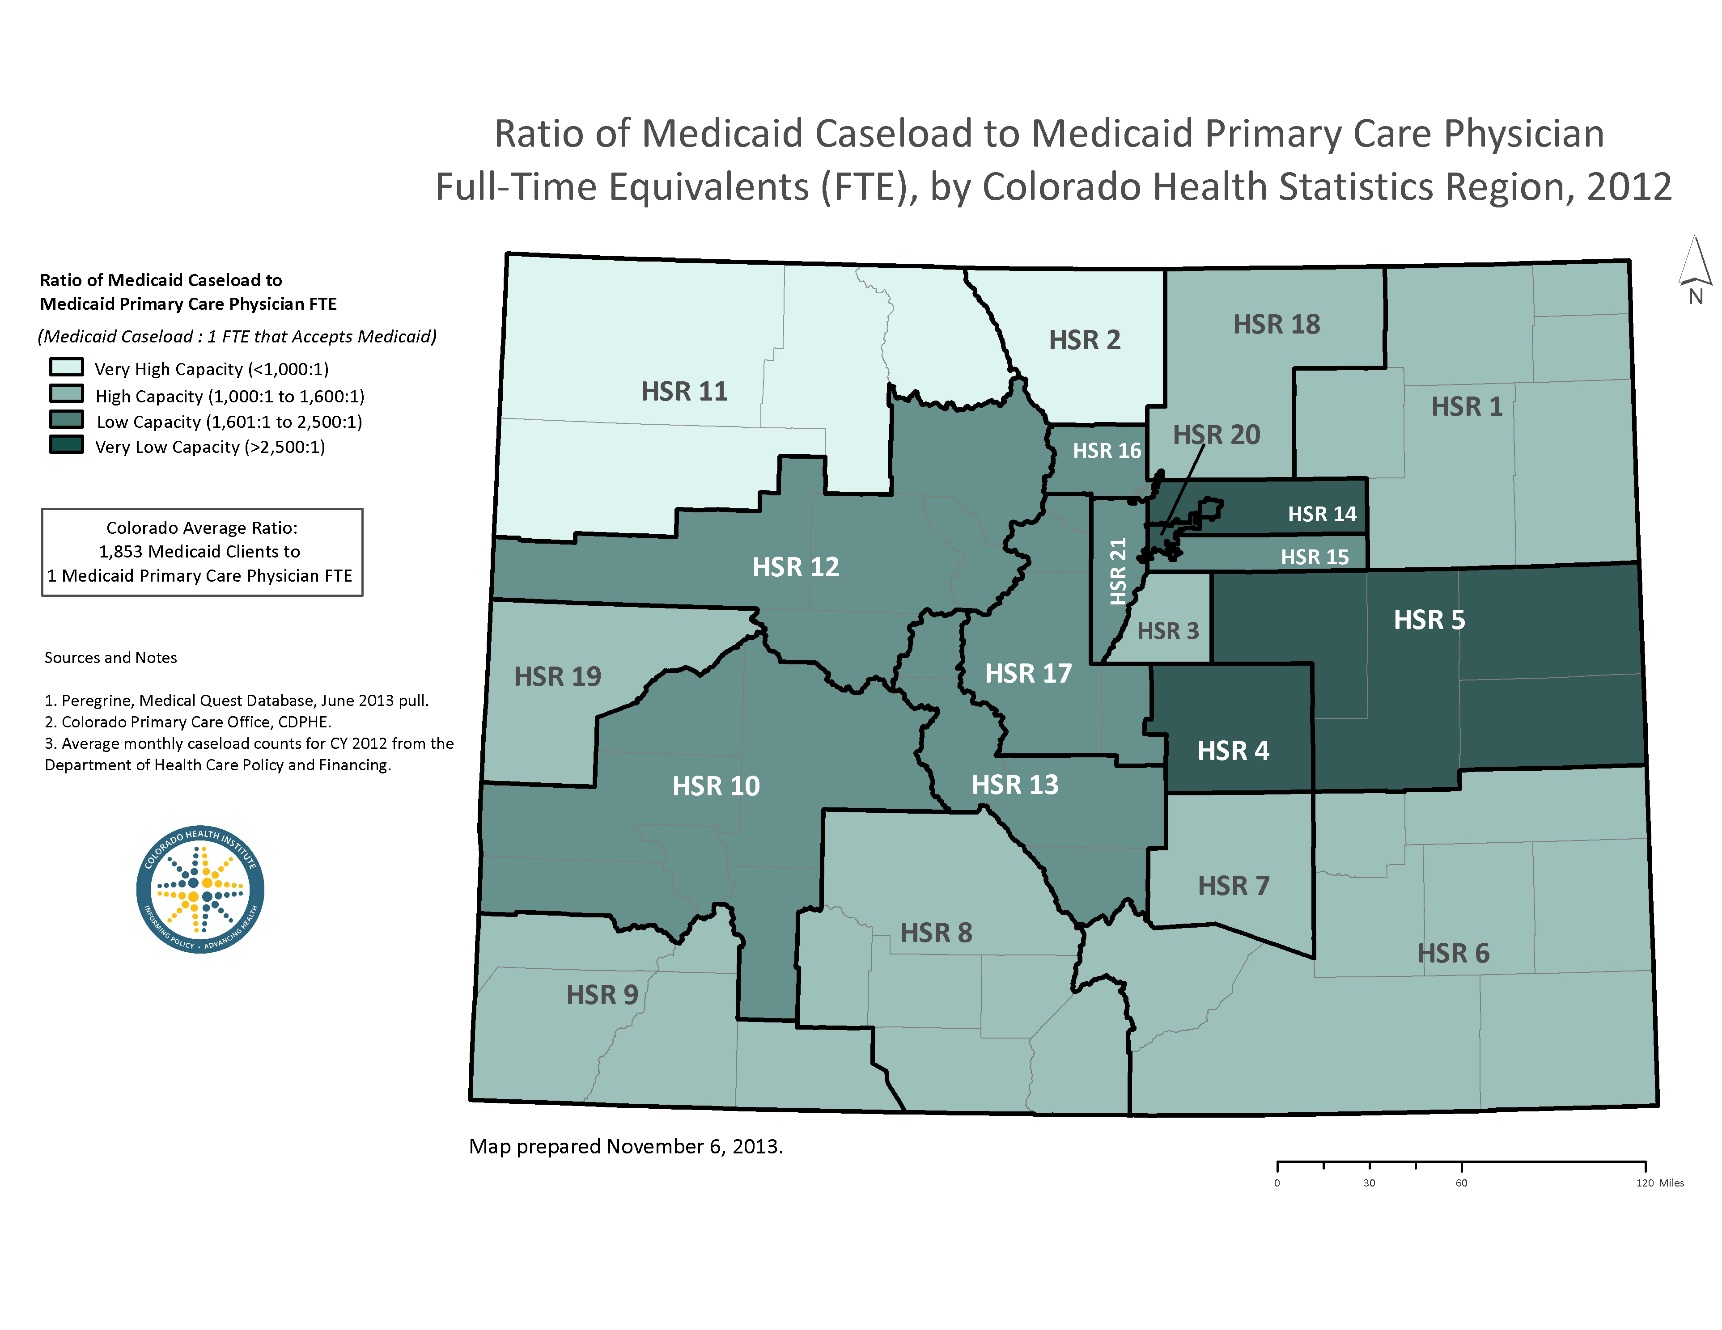 Ratio of Medicaid Caseload to Medicaid Primary Care Physician
Full-Time Equivalents (FTE), by Colorado Health Statistics Region, 2012
N
Ratio of Medicaid Caseload to
Medicaid Primary Care Physician FTE
(Medicaid Caseload : 1 FTE that Accepts Medicaid)
Very High Capacity (<1,000:1)
High Capacity (1,000:1 to 1,600:1)
Low Capacity (1,601:1 to 2,500:1)
Very Low Capacity (>2,500:1)
Colorado Average Ratio:
1,853 Medicaid Clients to
1 Medicaid Primary Care Physician FTE
Sources and Notes
1. Peregrine, Medical Quest Database, June 2013 pull.
2. Colorado Primary Care Office, CDPHE.
3. Average monthly caseload counts for CY 2012 from the
Department of Health Care Policy and Financing.
COLORADO HEALTH INSTITUTE
INFORMING POLICY • ADVANCING HEALTH
HSR 18
HSR 2
HSR 11
HSR 1
HSR 20
HSR 16
HSR 14
HSR 15
HSR 12
HSR 21
HSR 5
HSR 3
HSR 17
HSR 19
HSR 4
HSR 13
HSR 10
HSR 7
HSR 8
HSR 6
HSR 9
Map prepared November 6, 2013.
0 30 60 120 Miles